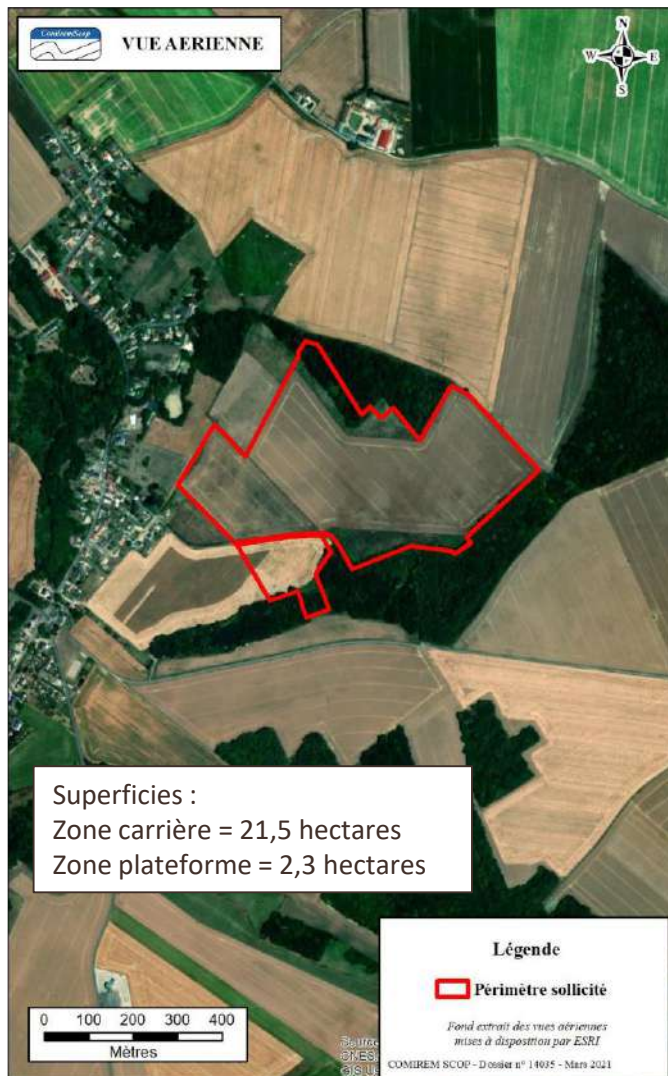 ComiremScop
VUE AERIENNE
N
W E
S
Superficies :
Zone carrière = 21,5 hectares
Zone plateforme = 2,3 hectares
Légende
Périmètre sollicité
Fond extrait des vues aériennes
mises à disposition par ESRI
COMIREM SCOP - Dossier n° 14035 - Mars 2021
0 100 200 300 400
Mètres